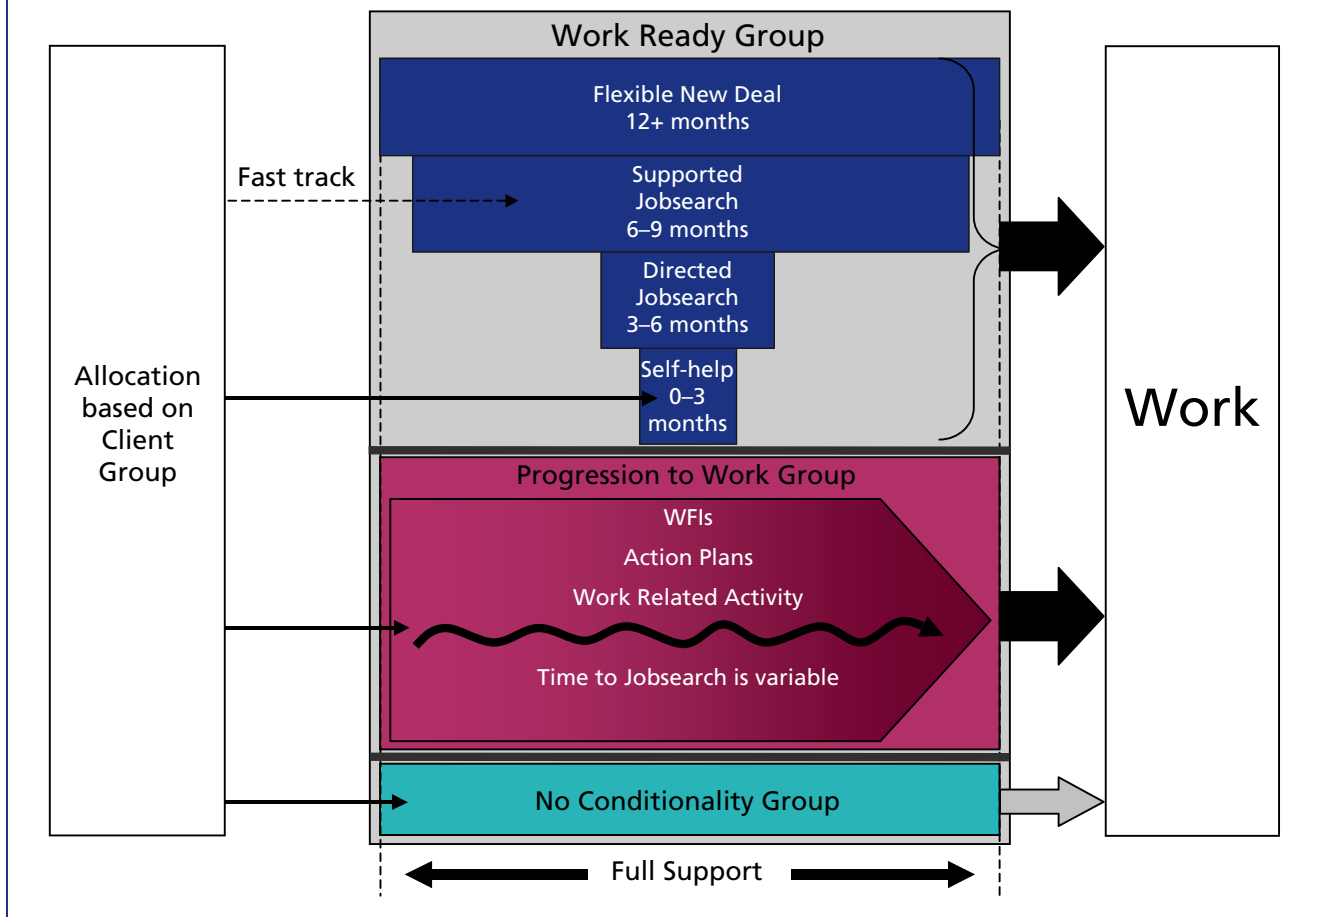 Work Ready Group
Flexible New Deal
12+ months
Fast track
Supported
Jobsearch
6–9 months
Directed
Jobsearch
3–6 months
Self-help
0–3
months
Allocation
based on
Client
Group
Work
Progression to Work Group
WFIs
Action Plans
Work Related Activity
Time to Jobsearch is variable
No Conditionality Group
Full Support